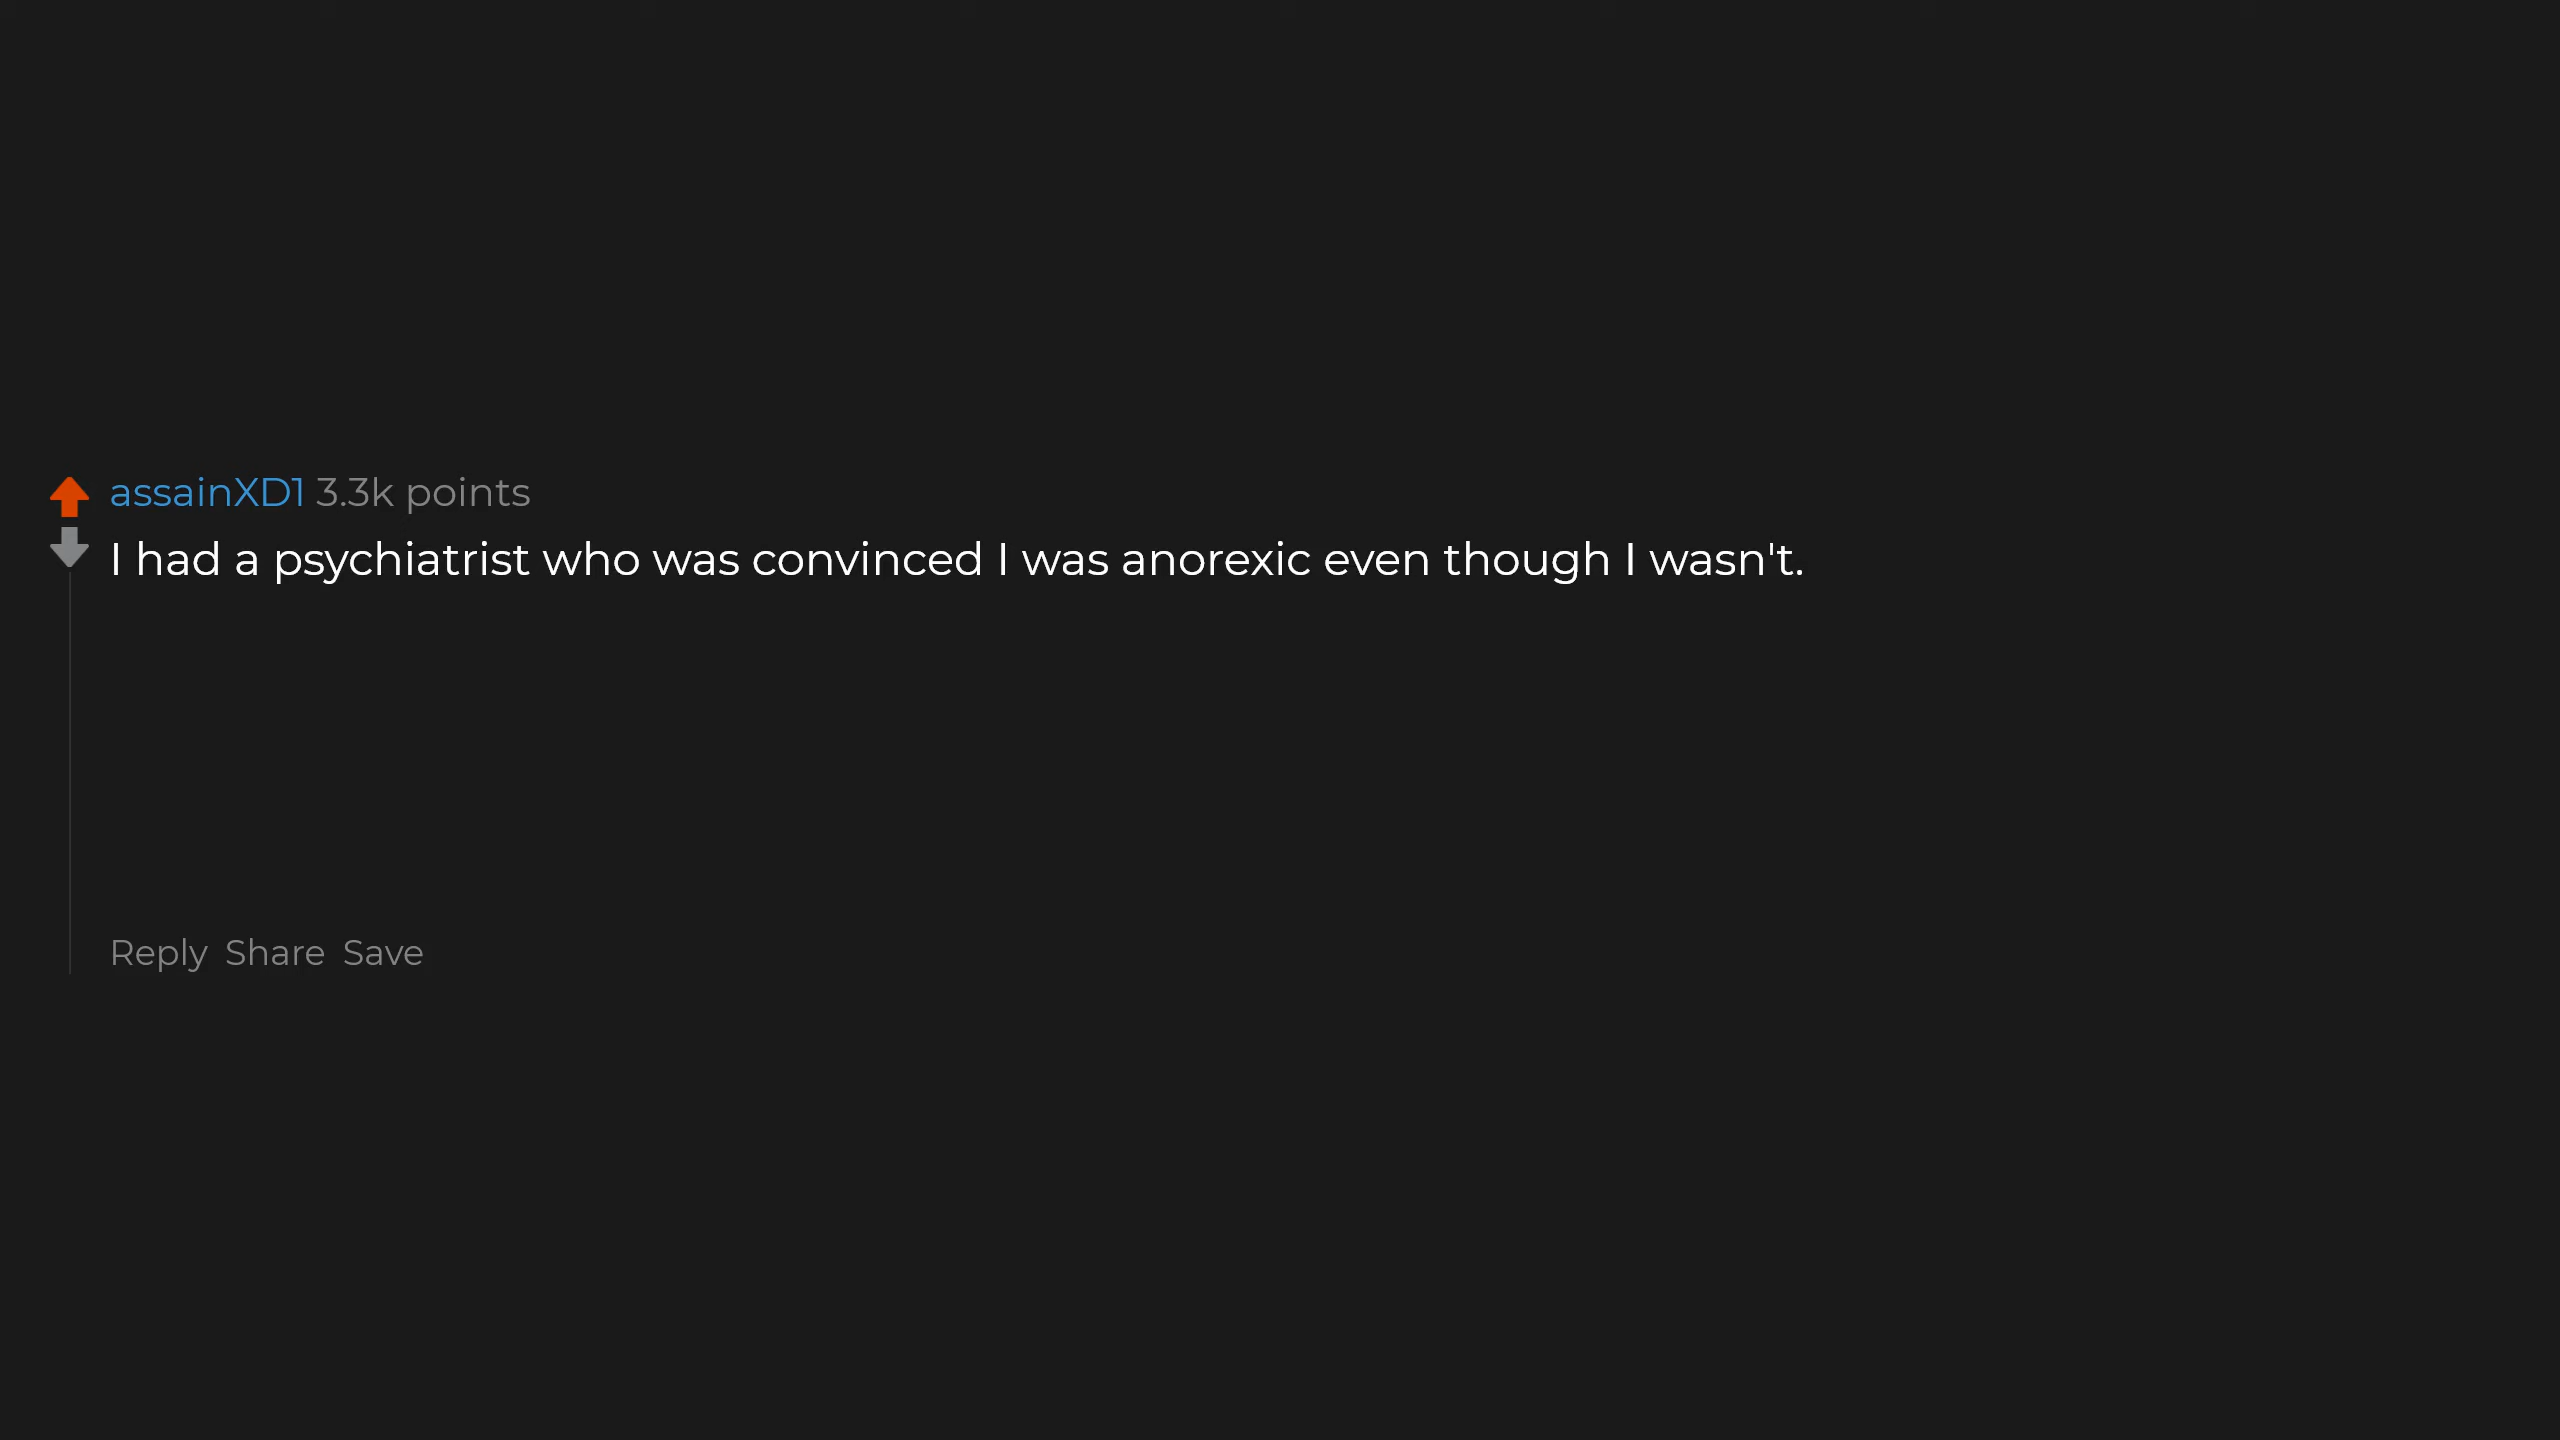 assainXD1 3.3k points
I had a psychiatrist who was convinced I was anorexic even though I wasn't.
Reply Share Save